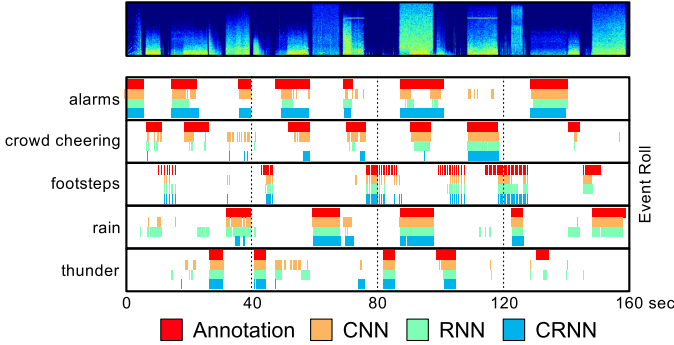 alarms
crowd cheering
footsteps
rain
thunder
Event Roll
0 40 80 120 160 sec
Annotation CNN RNN CRNN